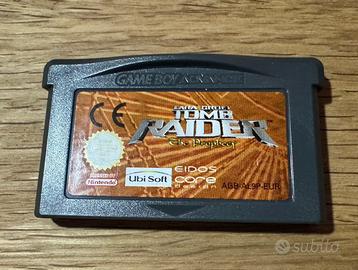 GAME BOY ADVANCE
CE
LARA CROFT
TOMB
RAIDER
The Prophecy
Nintendo
Ubi Soft
EIDOS
core
design
AGB-AL9P-EUR
subito